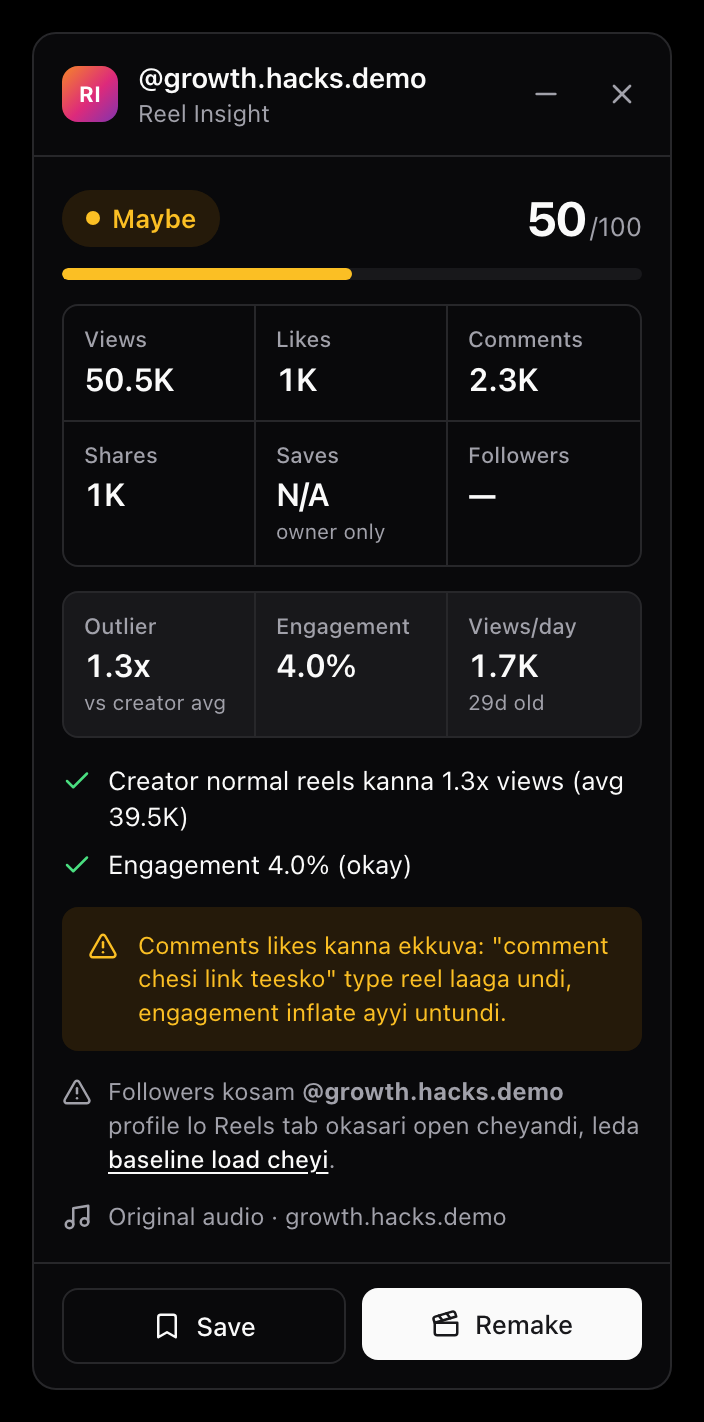 RI
@growth.hacks.demo
Reel Insight
Maybe
50/100
Views
Likes
Comments
50.5K
1K
2.3K
Shares
Saves
Followers
1K
N/A
—
owner only
Outlier
Engagement
Views/day
1.3x
4.0%
1.7K
vs creator avg
29d old
Creator normal reels kanna 1.3x views (avg
39.5K)
Engagement 4.0% (okay)
Comments likes kanna ekkuva: "comment
chesi link teesko" type reel laaga undi,
engagement inflate ayyi untundi.
Followers kosam @growth.hacks.demo
profile lo Reels tab okasari open cheyandi, leda
baseline load cheyi.
Original audio · growth.hacks.demo
Save
Remake